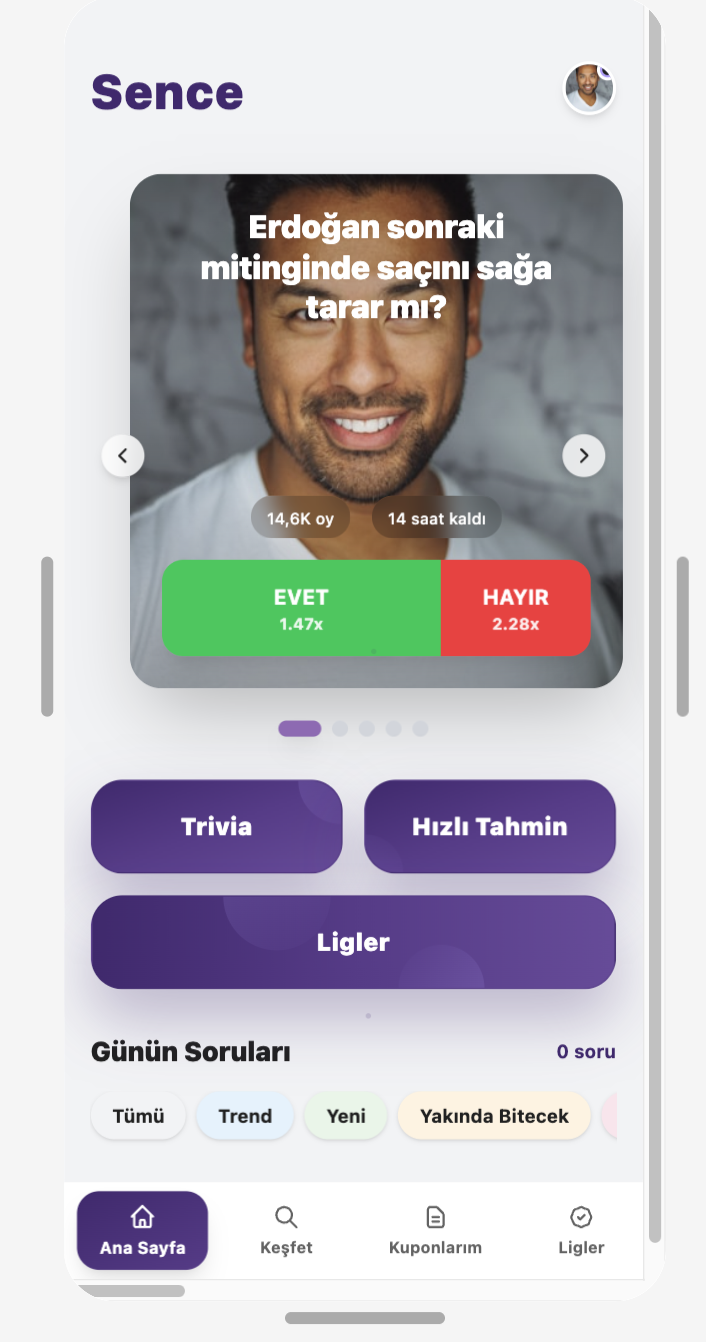 Sence
Erdoğan sonraki
mitinginde saçını sağa
tarar mı?
14,6K oy
14 saat kaldı
EVET
1.47x
HAYIR
2.28x
Trivia
Hızlı Tahmin
Ligler
Günün Soruları
0 soru
Tümü
Trend
Yeni
Yakında Bitecek
Ana Sayfa
Keşfet
Kuponlarım
Ligler